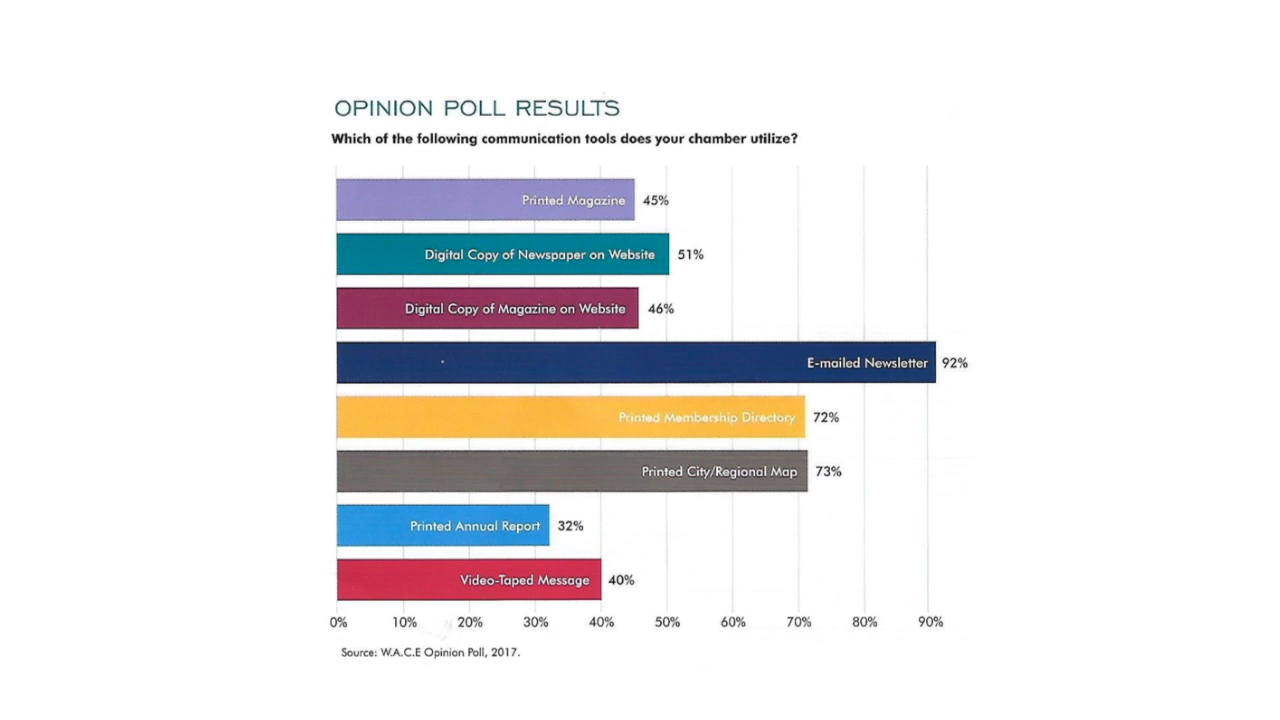 OPINION POLL RESULTS
Which of the following communication tools does your chamber utilize?
Printed Magazine 45%
Digital Copy of Newspaper on Website 51%
Digital Copy of Magazine on Website 46%
E-mailed Newsletter 92%
Printed Membership Directory 72%
Printed City/Regional Map 73%
Printed Annual Report 32%
Video-Taped Message 40%
0% 10% 20% 30% 40% 50% 60% 70% 80% 90%
Source: W.A.C.E Opinion Poll, 2017.